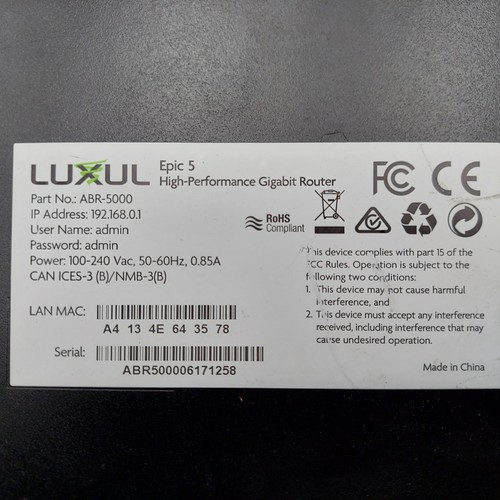 LUXUL
Epic 5
High-Performance Gigabit Router
FC CE
Part No.: ABR-5000
IP Address: 192.168.0.1
User Name: admin
Password: admin
Power: 100-240 Vac, 50-60Hz, 0.85A
CAN ICES-3 (B)/NMB-3(B)
RoHS
Compliant
This device complies with part 15 of the
FCC Rules. Operation is subject to the
following two conditions:
1. This device may not cause harmful
interference, and
2. This device must accept any interference
received, including interference that may
cause undesired operation.
LAN MAC:
A4 13 4E 64 35 78
Serial:
ABR500006171258
Made in China